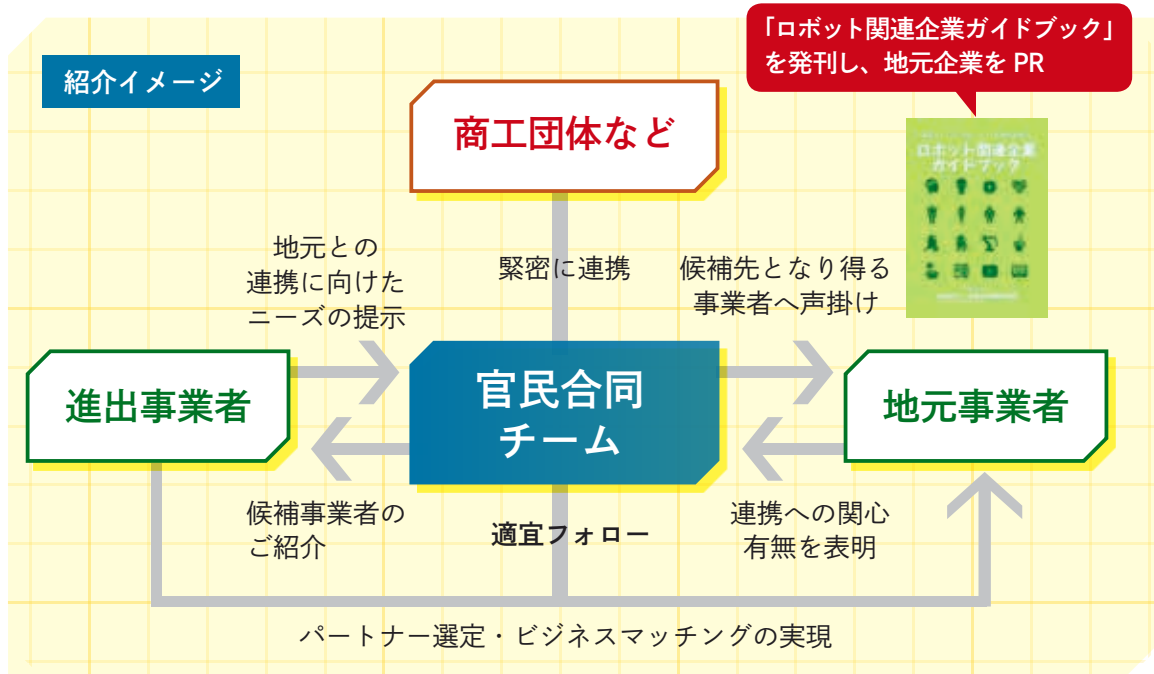 「ロボット関連企業ガイドブック」
を発刊し、地元企業を PR
紹介イメージ
商工団体など
ロボット関連企業
ガイドブック
地元との
連携に向けた
ニーズの提示
緊密に連携
候補先となり得る
事業者へ声掛け
進出事業者
官民合同
チーム
地元事業者
候補事業者の
ご紹介
適宜フォロー
連携への関心
有無を表明
パートナー選定・ビジネスマッチングの実現